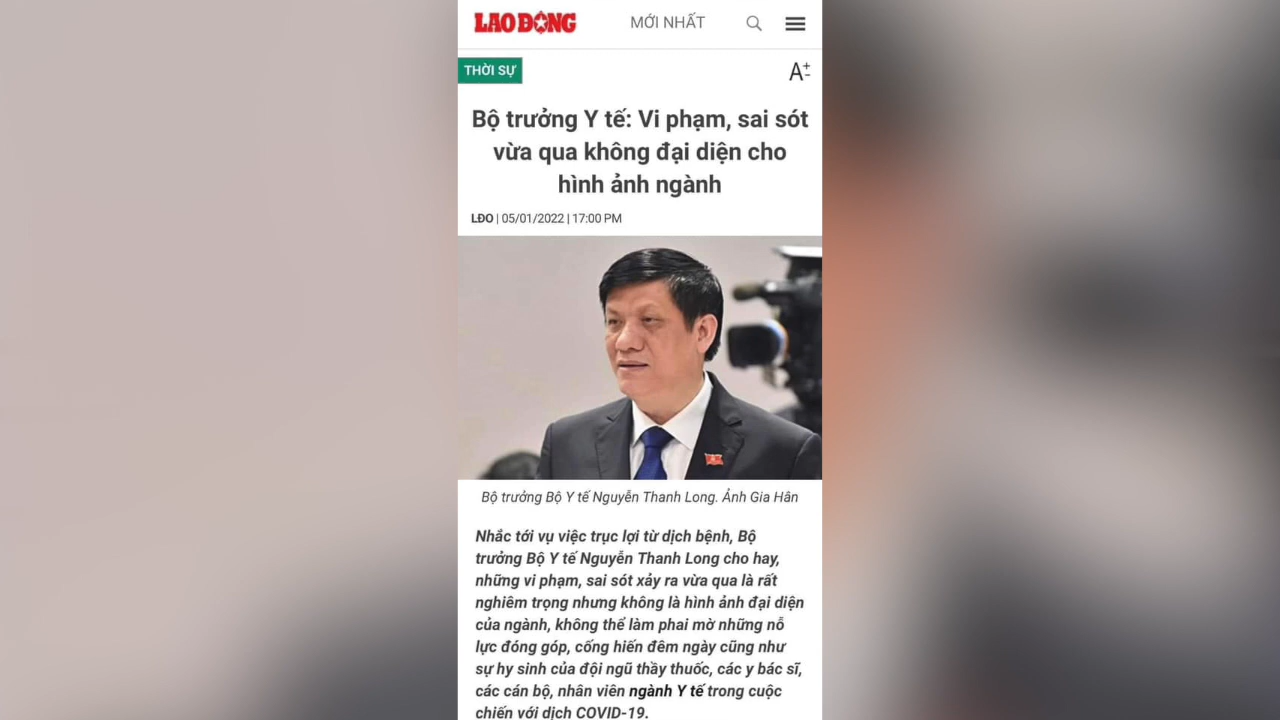 LAO ĐỘNG
MỚI NHẤT
THỜI SỰ
A+-
Bộ trưởng Y tế: Vi phạm, sai sót
vừa qua không đại diện cho
hình ảnh ngành
LĐO | 05/01/2022 | 17:00 PM
Bộ trưởng Bộ Y tế Nguyễn Thanh Long. Ảnh Gia Hân
Nhắc tới vụ việc trục lợi từ dịch bệnh, Bộ
trưởng Bộ Y tế Nguyễn Thanh Long cho hay,
những vi phạm, sai sót xảy ra vừa qua là rất
nghiêm trọng nhưng không là hình ảnh đại diện
của ngành, không thể làm phai mờ những nỗ
lực đóng góp, cống hiến đêm ngày cũng như
sự hy sinh của đội ngũ thầy thuốc, các y bác sĩ,
các cán bộ, nhân viên ngành Y tế trong cuộc
chiến với dịch COVID-19.